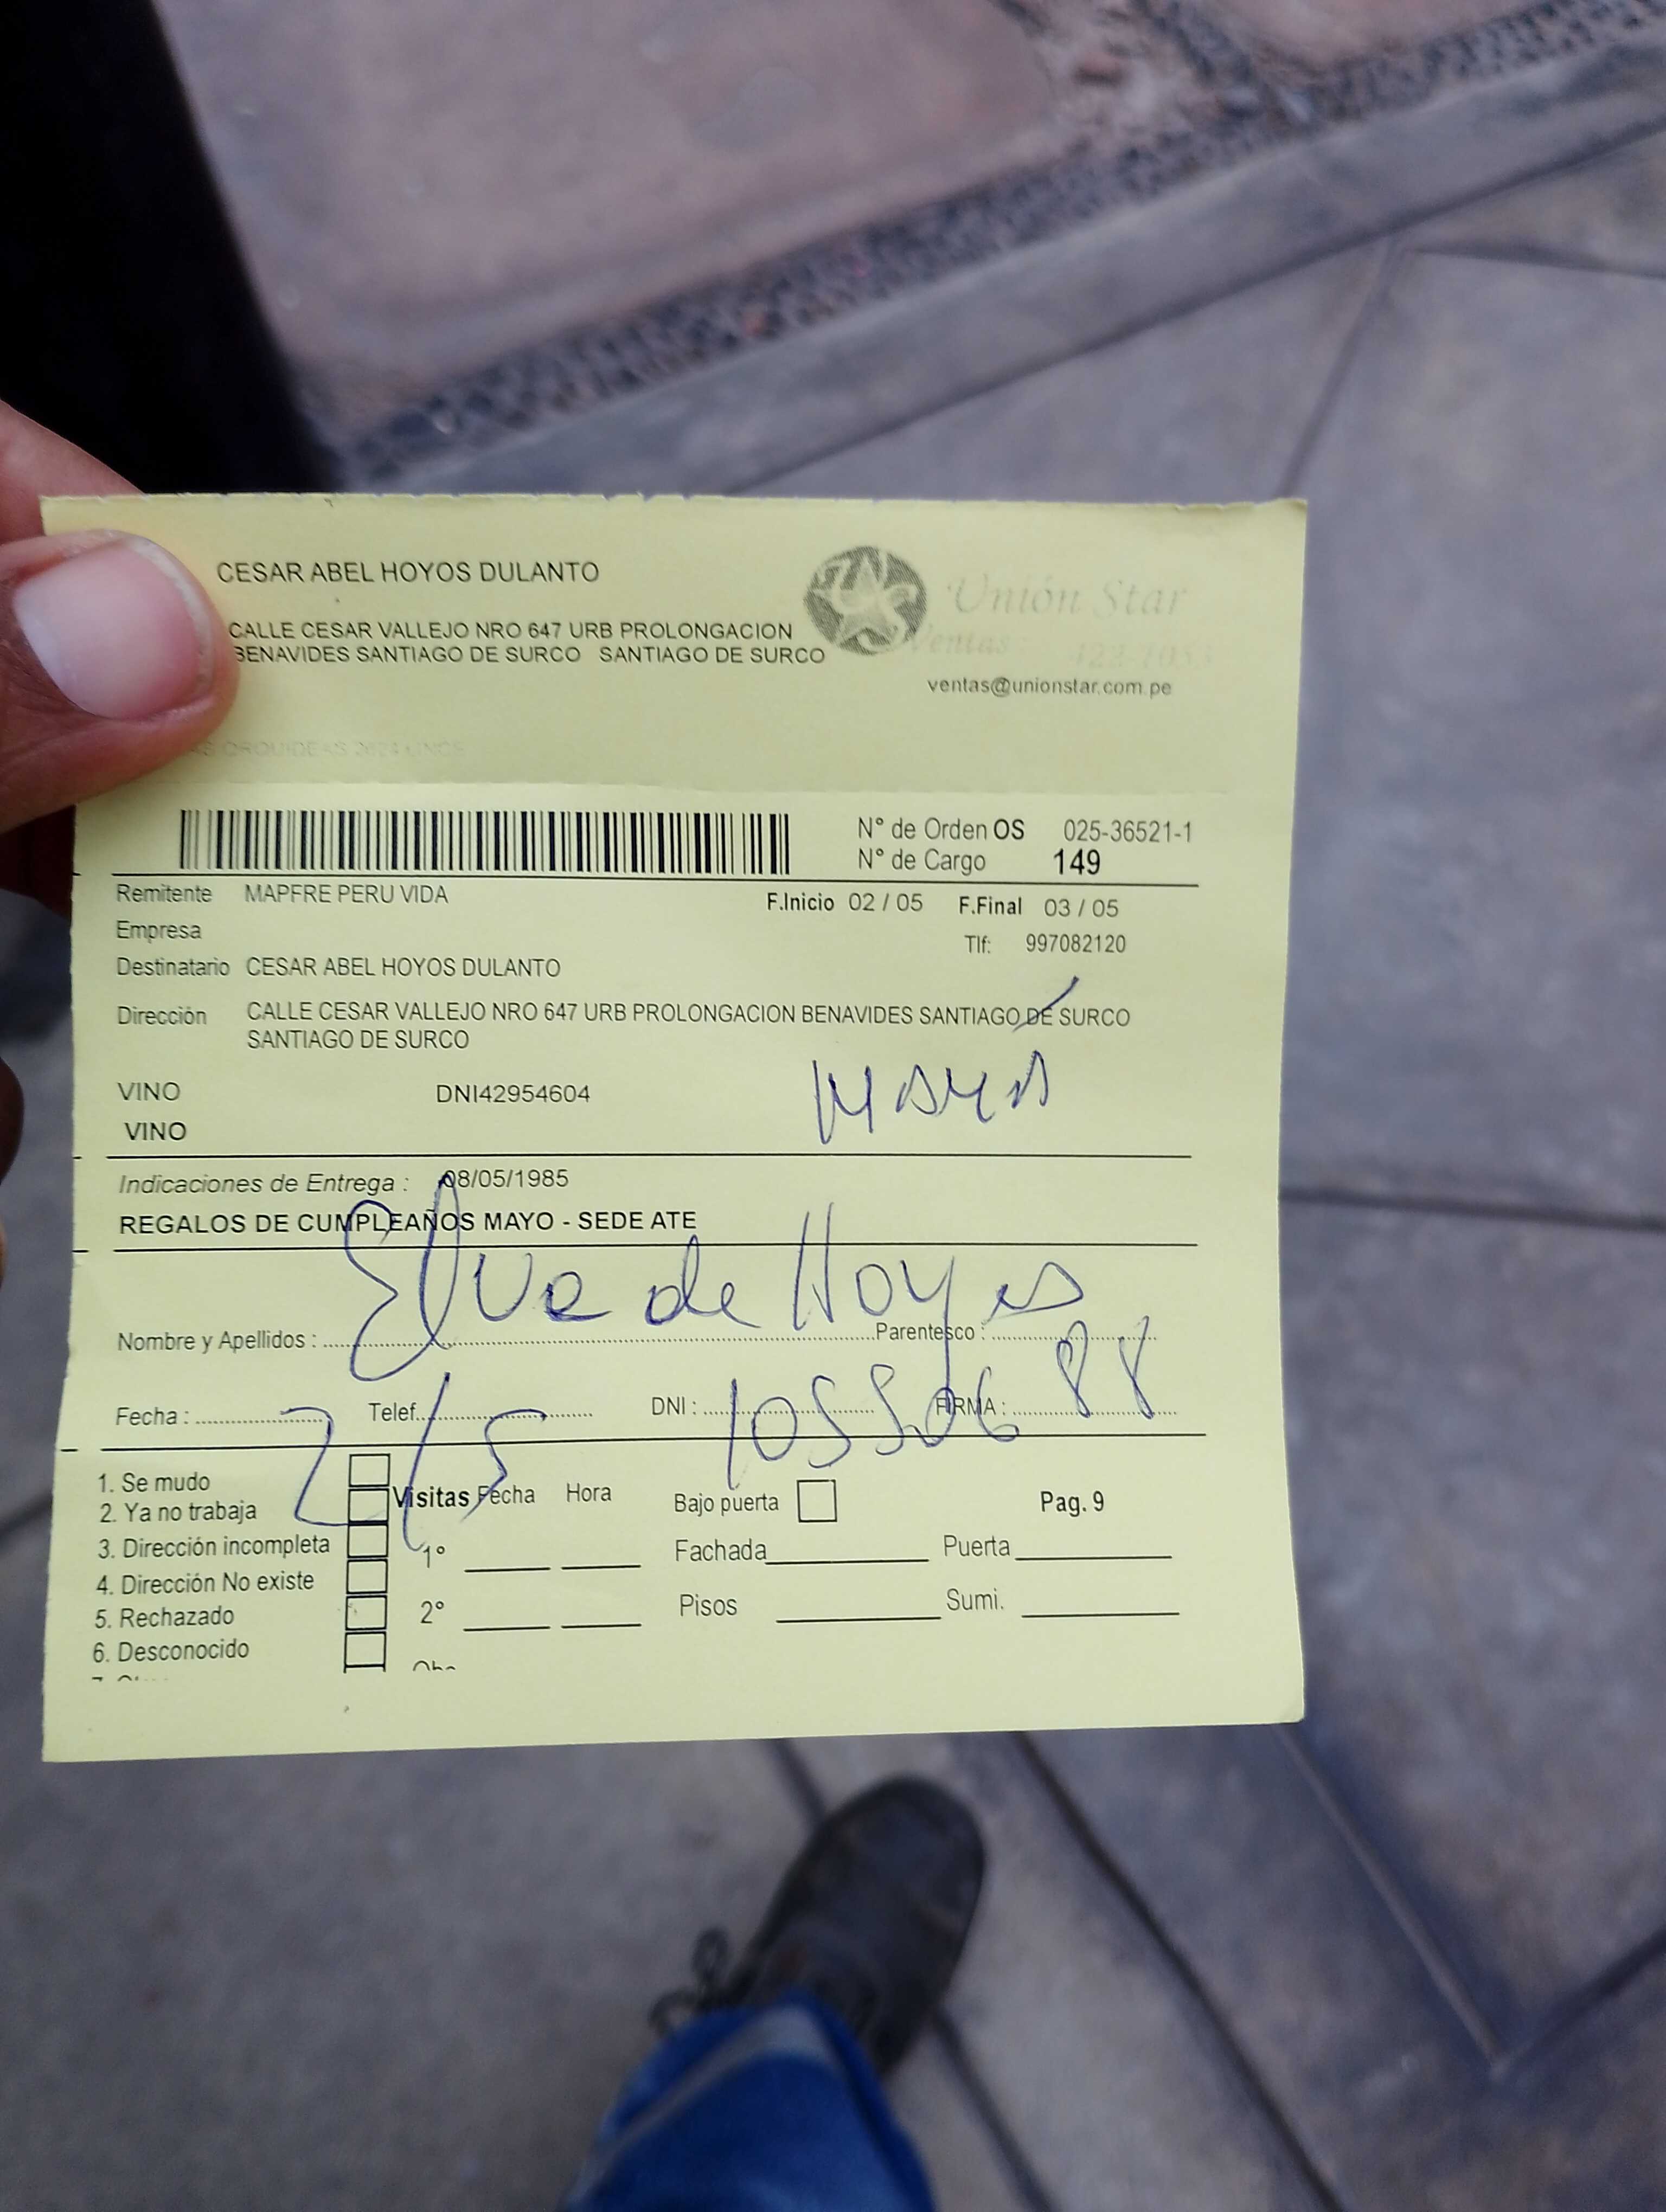 CESAR ABEL HOYOS DULANTO
CALLE CESAR VALLEJO NRO 647 URB PROLONGACION
BENAVIDES SANTIAGO DE SURCO SANTIAGO DE SURCO
Unión Star
Ventas 422-1053
ventas@unionstar.com.pe
ORQUIDEAS
N° de Orden OS 025-36521-1
N° de Cargo 149
Remitente MAPFRE PERU VIDA
F.Inicio 02 / 05 F.Final 03 / 05
Empresa
Tlf: 997082120
Destinatario CESAR ABEL HOYOS DULANTO
Dirección CALLE CESAR VALLEJO NRO 647 URB PROLONGACION BENAVIDES SANTIAGO DE SURCO
SANTIAGO DE SURCO
VINO DNI42954604
VINO
Indicaciones de Entrega : 08/05/1985
REGALOS DE CUMPLEAÑOS MAYO - SEDE ATE
Elva de Hoyos
Nombre y Apellidos : Parentesco :
Fecha : 2/5 Telef. DNI : 10550688 FIRMA :
1. Se mudo
2. Ya no trabaja
3. Dirección incompleta
4. Dirección No existe
5. Rechazado
6. Desconocido
Visitas Fecha Hora
1°
2°
Bajo puerta
Pag. 9
Fachada Puerta
Pisos Sumi.